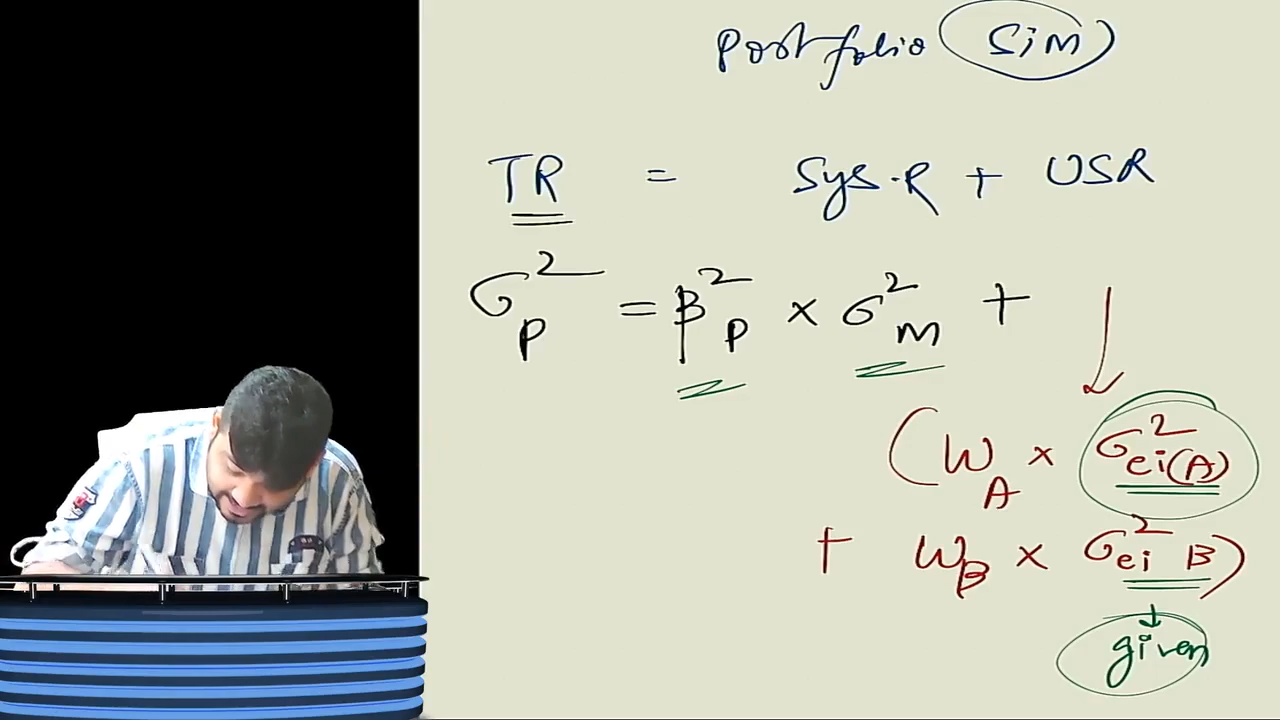 Portfolio (SiM)
TR = Sys.R + USR
σ²p = β²p × σ²m +
(WA × σ²ei(A)
+ WB × σ²ei B)
given